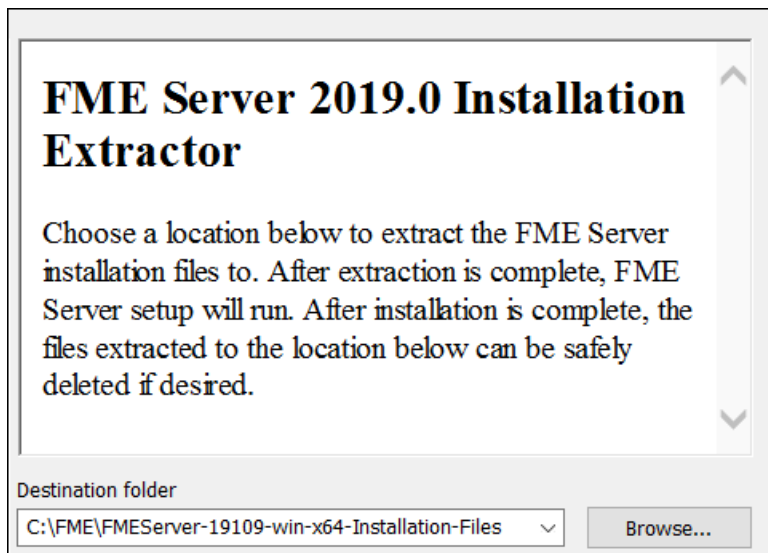 FME Server 2019.0 Installation
Extractor
Choose a location below to extract the FME Server
installation files to. After extraction is complete, FME
Server setup will run. After installation is complete, the
files extracted to the location below can be safely
deleted if desired.
Destination folder
C:\FME\FMEServer-19109-win-x64-Installation-Files
Browse...